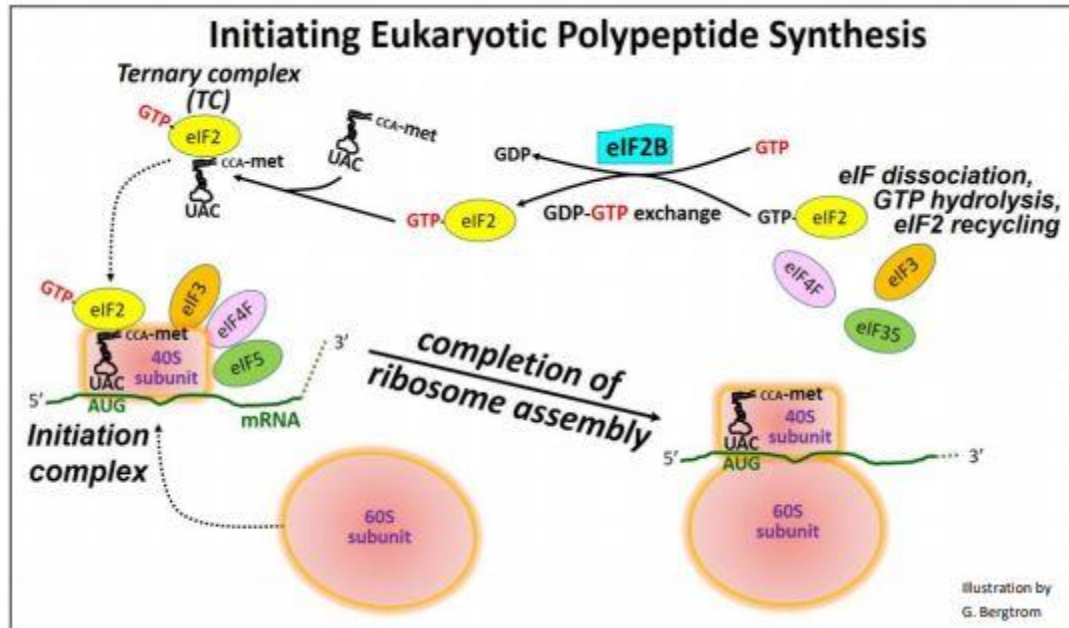 Initiating Eukaryotic Polypeptide Synthesis
Ternary complex
(TC)
GTP
eIF2
CCA-met
UAC
CCA-met
UAC
GDP
eIF2B
GTP
GTP-eIF2
GDP-GTP exchange
GTP-eIF2
eIF dissociation,
GTP hydrolysis,
eIF2 recycling
eIF4F
eIF3
eIF3S
GTP
eIF2
eIF3
eIF4F
eIF5
CCA-met
40S
subunit
UAC
5'
AUG
mRNA
3'
Initiation
complex
completion of
ribosome assembly
60S
subunit
CCA-met
40S
subunit
UAC
5'
AUG
3'
60S
subunit
Illustration by
G. Bergtrom